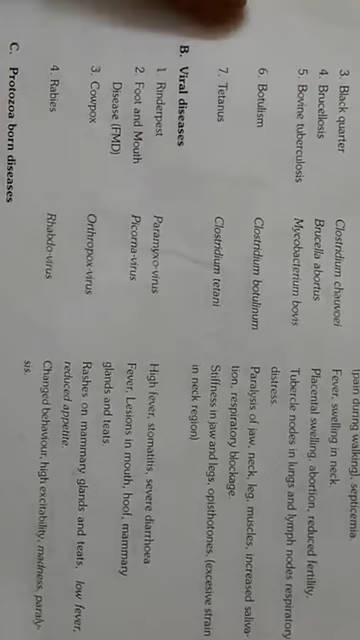 (pain during walking), septicemia.
3. Black quarter Clostridium chauvoei Fever, swelling in neck.
4. Brucellosis Brucella abortus Placental swelling, abortion, reduced fertility.
5. Bovine tuberculosis Mycobacterium bovis Tubercle nodes in lungs and lymph nodes respiratory
distress.
6. Botulism Clostridium botulinum Paralysis of jaw, neck, leg, muscles, increased saliva-
tion, respiratory blockage.
7. Tetanus Clostridium tetani Stiffness in jaw and legs, opisthotones, (excesive strain
in neck region)
B. Viral diseases
1. Rinderpest Paramyxo-virus High fever, stomatitis, severe diarrhoea
2. Foot and Mouth Picorna-virus Fever, Lesions in mouth, hoof, mammary
Disease (FMD) glands and teats
3. Cowpox Orthropox-virus Rashes on mammary glands and teats, low fever,
reduced appetite.
4. Rabies Rhabdo-virus Changed behaviour, high excitability, madness, paraly-
sis.
C. Protozoa born diseases